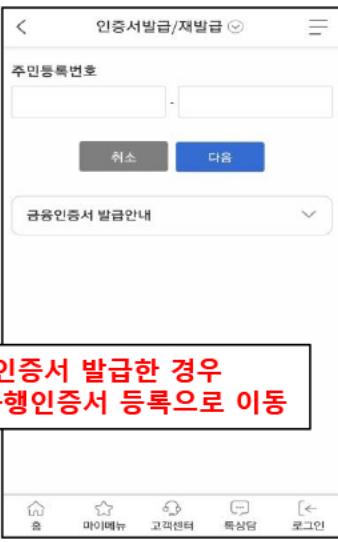 인증서발급/재발급
주민등록번호
-
취소 다음
금융인증서 발급안내
인증서 발급한 경우
행인증서 등록으로 이동
홈 마이메뉴 고객센터 톡상담 로그인